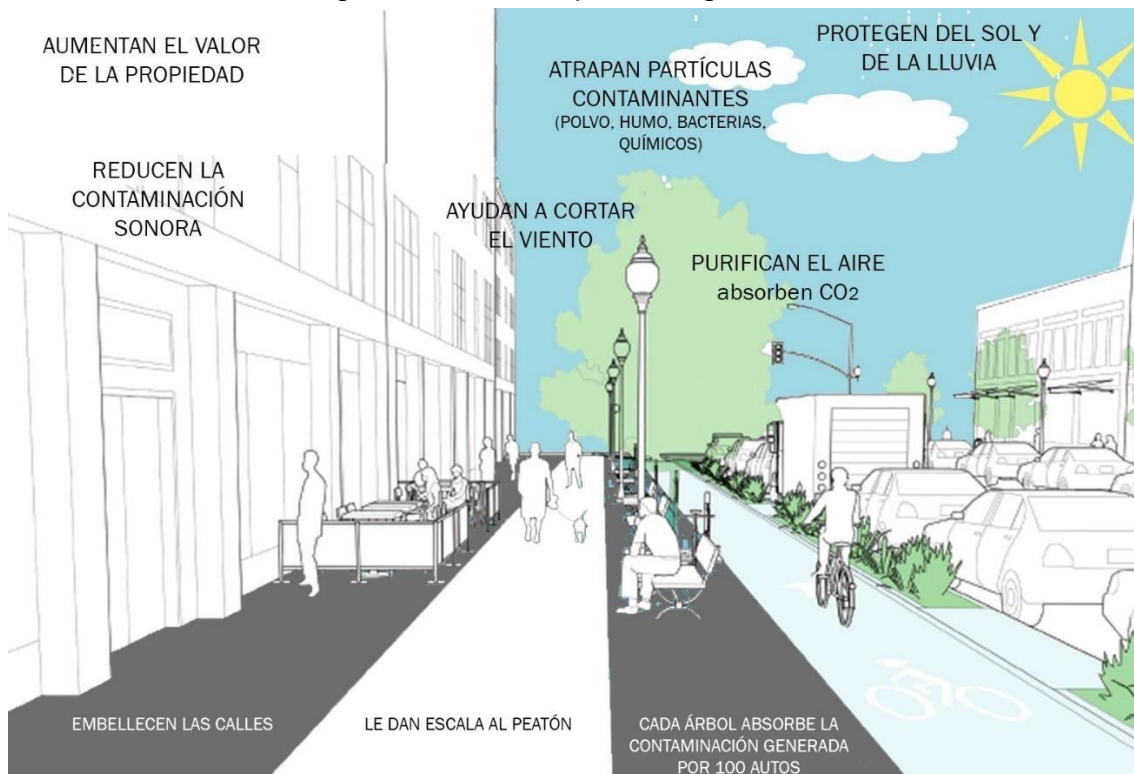 AUMENTAN EL VALOR
DE LA PROPIEDAD
PROTEGEN DEL SOL Y
DE LA LLUVIA
ATRAPAN PARTÍCULAS
CONTAMINANTES
(POLVO, HUMO, BACTERIAS,
QUÍMICOS)
REDUCEN LA
CONTAMINACIÓN
SONORA
AYUDAN A CORTAR
EL VIENTO
PURIFICAN EL AIRE
absorben CO2
EMBELLECEN LAS CALLES
LE DAN ESCALA AL PEATÓN
CADA ÁRBOL ABSORBE LA
CONTAMINACIÓN GENERADA
POR 100 AUTOS